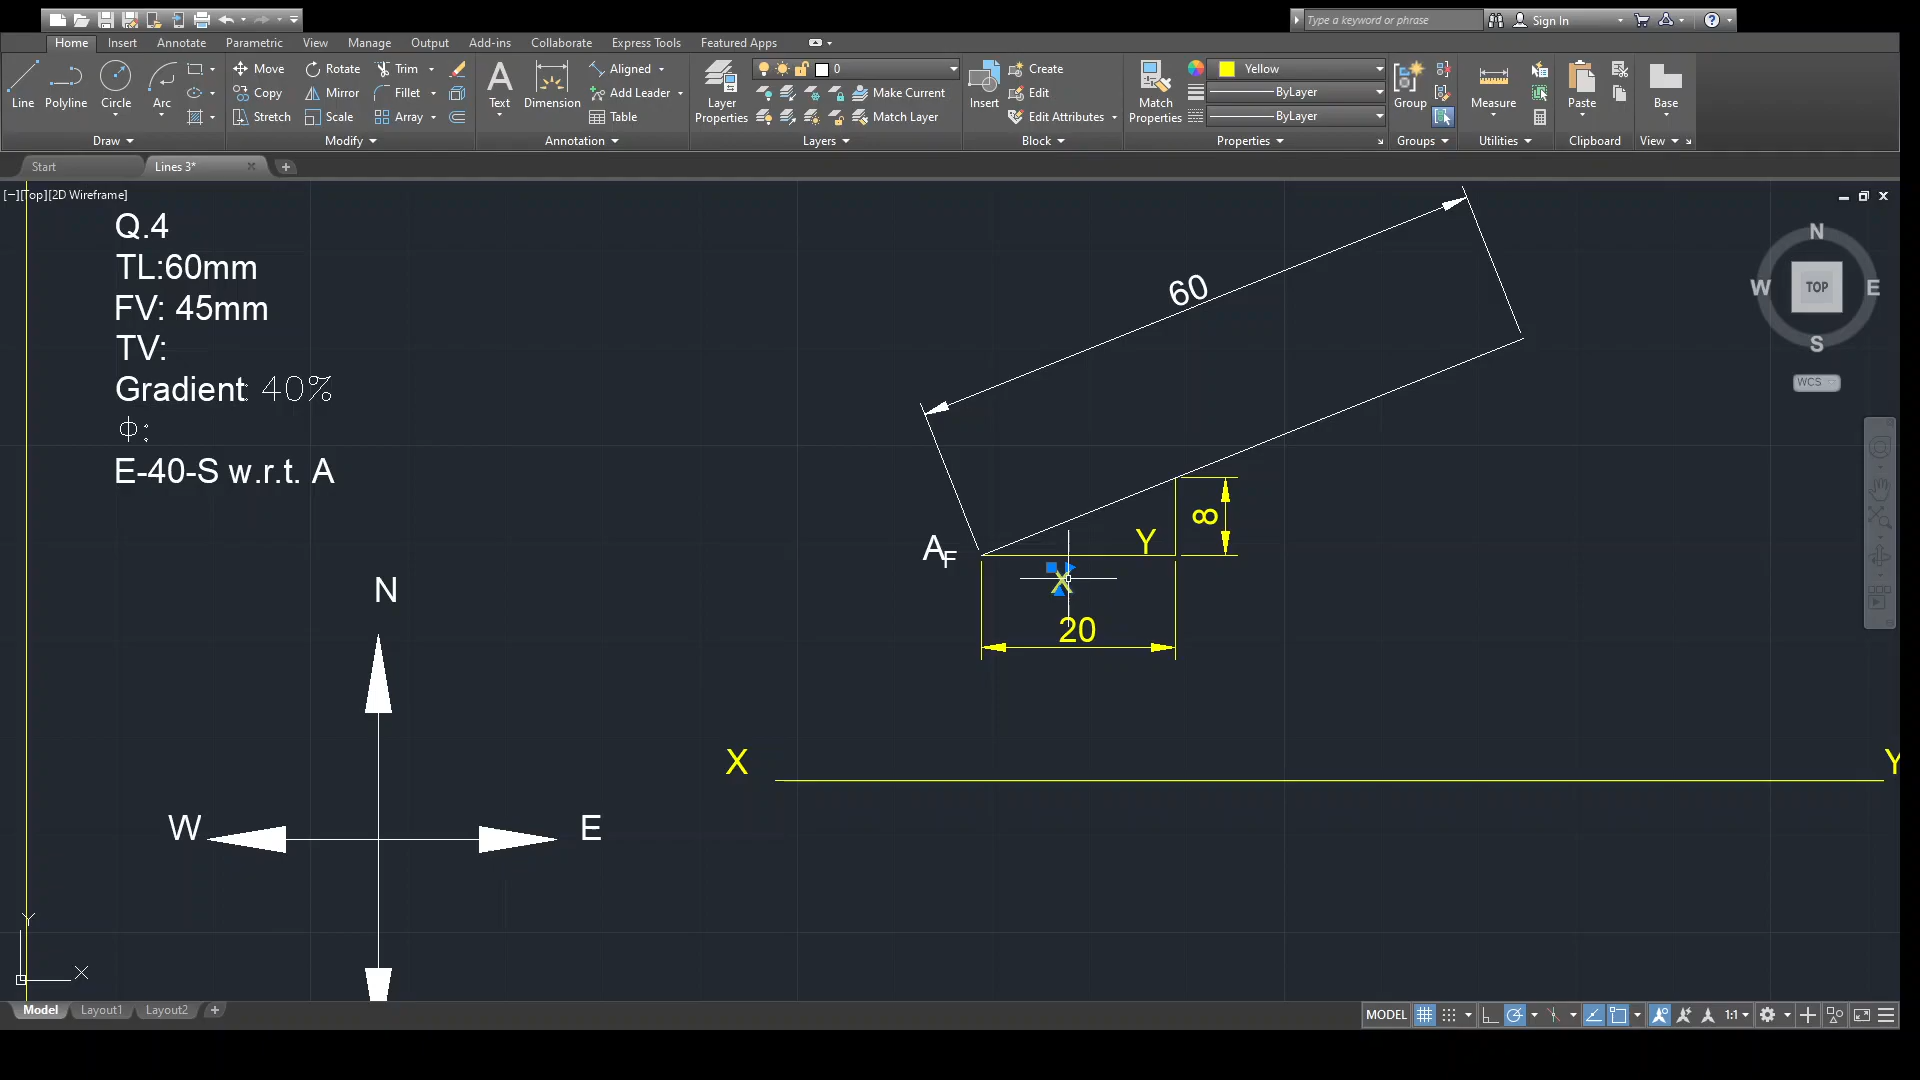 Type a keyword or phrase
Sign In
Home Insert Annotate Parametric View Manage Output Add-ins Collaborate Express Tools Featured Apps
Line Polyline Circle Arc
Move Rotate Trim
Copy Mirror Fillet
Stretch Scale Array
Text Dimension
Aligned
Add Leader
Table
Layer Properties
0
Make Current
Match Layer
Insert
Create
Edit
Edit Attributes
Match Properties
Yellow
ByLayer
ByLayer
Group
Measure
Paste
Base
Draw Modify Annotation Layers Block Properties Groups Utilities Clipboard View
Start Lines 3*
[−][Top][2D Wireframe]
Q.4
TL:60mm
FV: 45mm
TV:
Gradient: 40%
Φ:
E-40-S w.r.t. A
N
W E
60
AF
Y
8
X
20
X Y
N
W TOP E
S
WCS
Y
X
Model Layout1 Layout2
MODEL 1:1